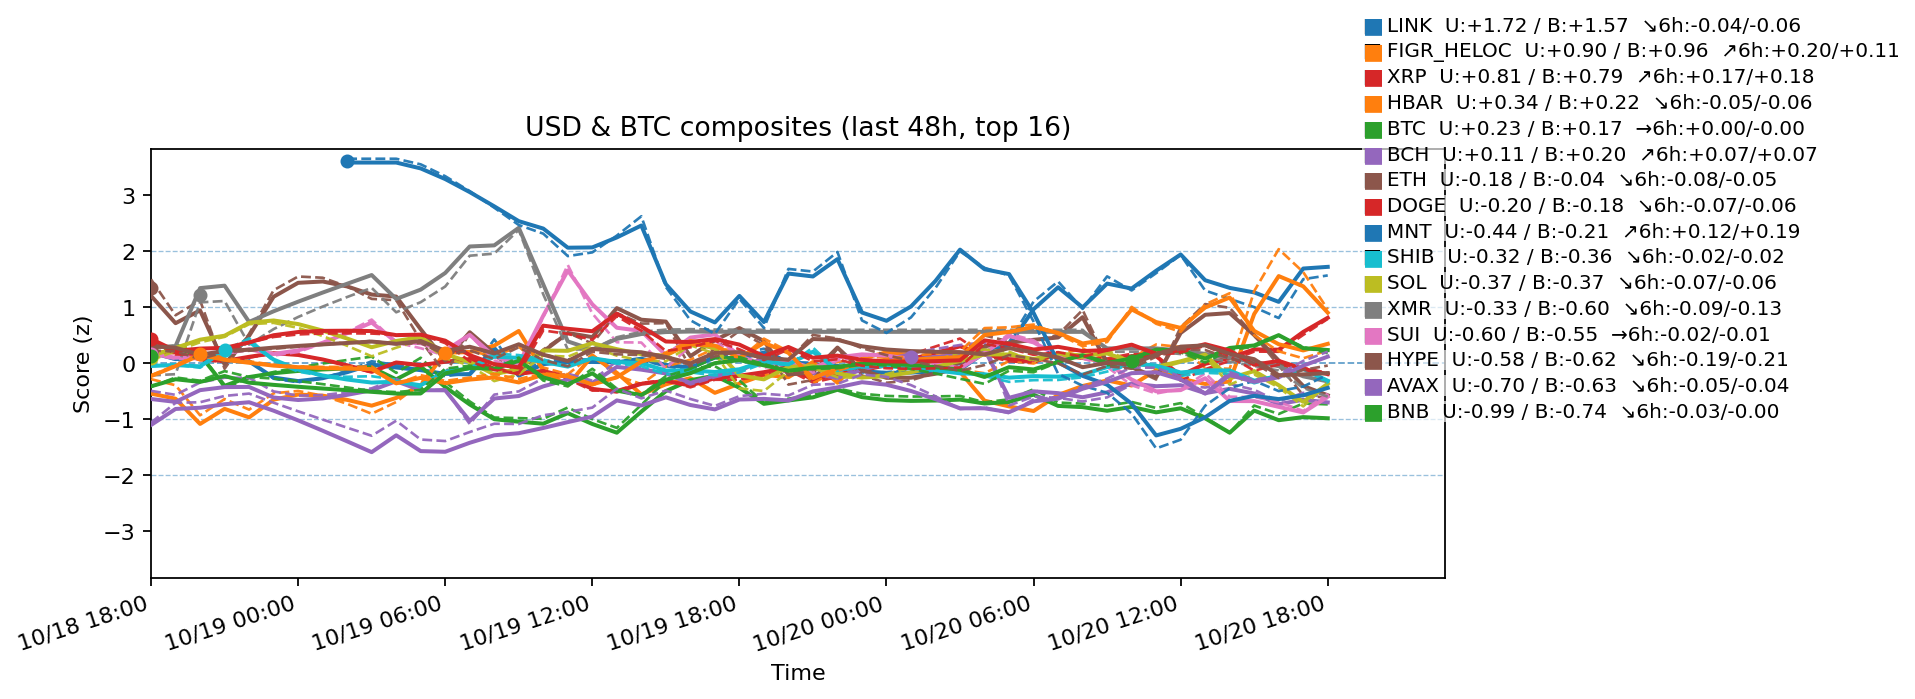 LINK  U:+1.72 / B:+1.57  ↘6h:-0.04/-0.06
FIGR_HELOC  U:+0.90 / B:+0.96  ↗6h:+0.20/+0.11
XRP  U:+0.81 / B:+0.79  ↗6h:+0.17/+0.18
HBAR  U:+0.34 / B:+0.22  ↘6h:-0.05/-0.06
BTC  U:+0.23 / B:+0.17  →6h:+0.00/-0.00
BCH  U:+0.11 / B:+0.20  ↗6h:+0.07/+0.07
ETH  U:-0.18 / B:-0.04  ↘6h:-0.08/-0.05
DOGE  U:-0.20 / B:-0.18  ↘6h:-0.07/-0.06
MNT  U:-0.44 / B:-0.21  ↗6h:+0.12/+0.19
SHIB  U:-0.32 / B:-0.36  ↘6h:-0.02/-0.02
SOL  U:-0.37 / B:-0.37  ↘6h:-0.07/-0.06
XMR  U:-0.33 / B:-0.60  ↘6h:-0.09/-0.13
SUI  U:-0.60 / B:-0.55  →6h:-0.02/-0.01
HYPE  U:-0.58 / B:-0.62  ↘6h:-0.19/-0.21
AVAX  U:-0.70 / B:-0.63  ↘6h:-0.05/-0.04
BNB  U:-0.99 / B:-0.74  ↘6h:-0.03/-0.00
USD & BTC composites (last 48h, top 16)
Score (z)
3
2
1
0
−1
−2
−3
10/18 18:00
10/19 00:00
10/19 06:00
10/19 12:00
10/19 18:00
10/20 00:00
10/20 06:00
10/20 12:00
10/20 18:00
Time